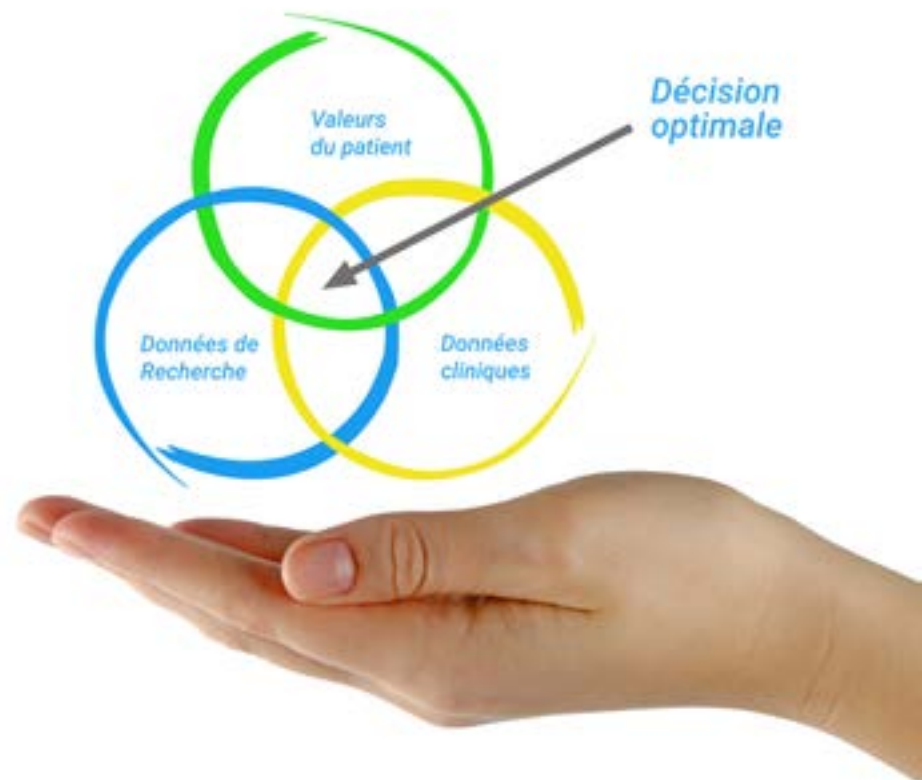 Valeurs
du patient
Décision
optimale
Données de
Recherche
Données
cliniques